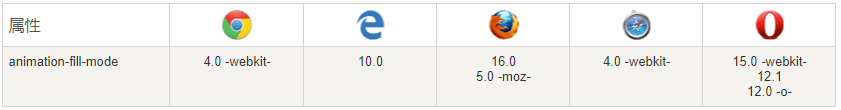 属性
animation-fill-mode 4.0 -webkit- 10.0 16.0 4.0 -webkit- 15.0 -webkit-
5.0 -moz- 12.1
12.0 -o-